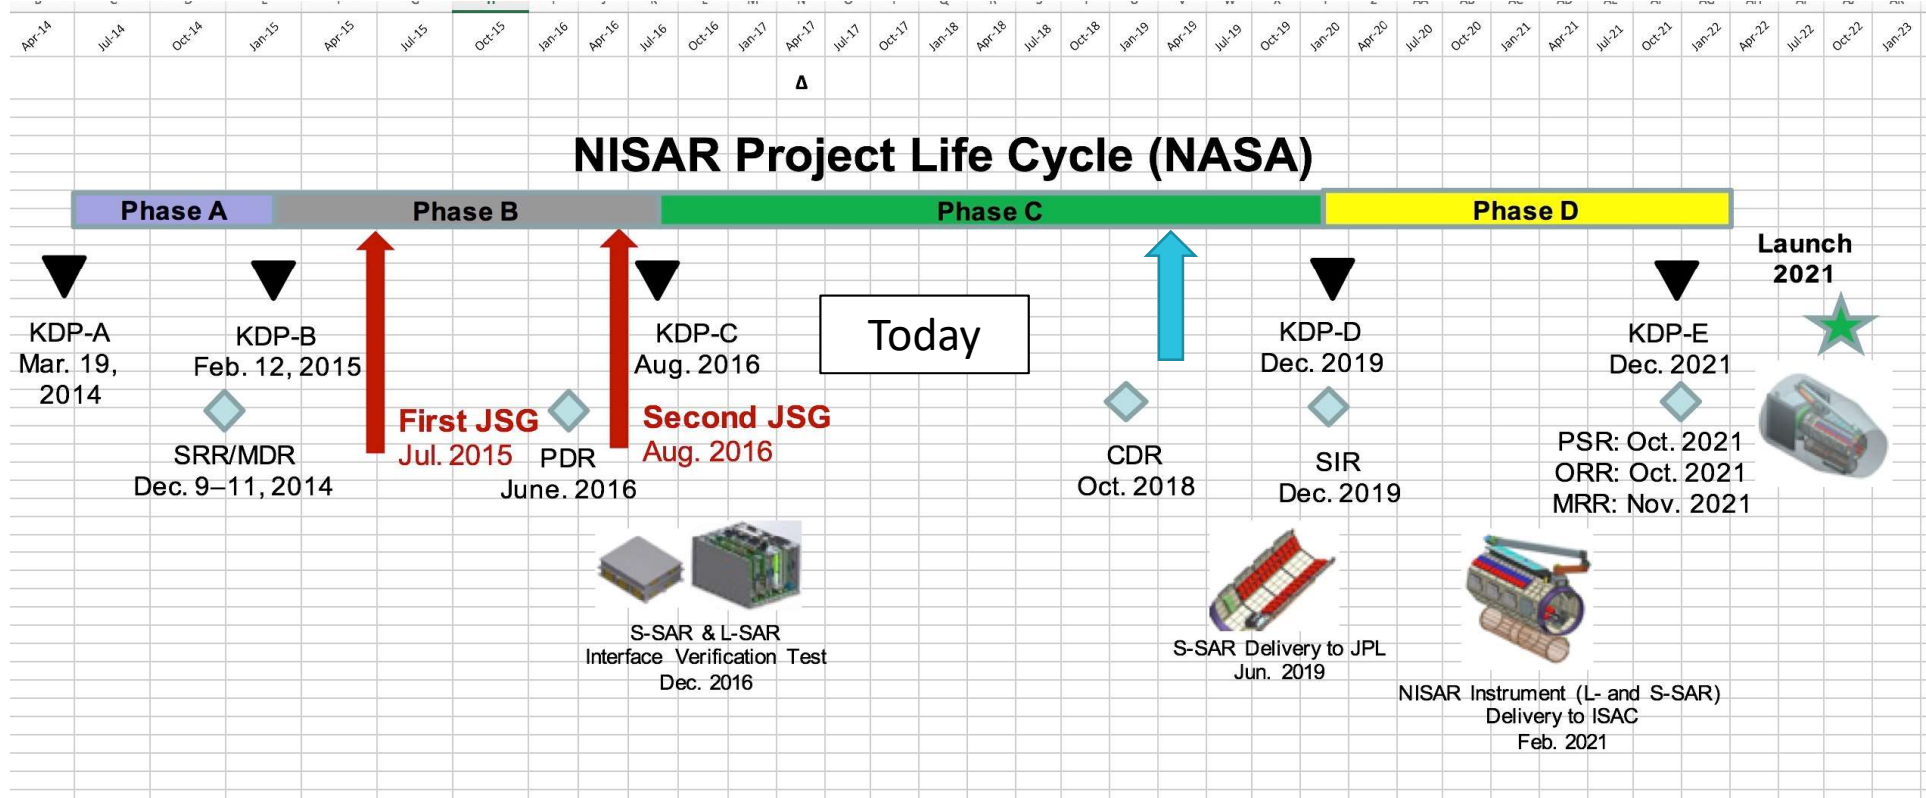 Apr-14 Jul-14 Oct-14 Jan-15 Apr-15 Jul-15 Oct-15 Jan-16 Apr-16 Jul-16 Oct-16 Jan-17 Apr-17 Jul-17 Oct-17 Jan-18 Apr-18 Jul-18 Oct-18 Jan-19 Apr-19 Jul-19 Oct-19 Jan-20 Apr-20 Jul-20 Oct-20 Jan-21 Apr-21 Jul-21 Oct-21 Jan-22 Apr-22 Jul-22 Oct-22 Jan-23
Δ
NISAR Project Life Cycle (NASA)
Phase A Phase B Phase C Phase D
Launch
2021
KDP-A
Mar. 19,
2014
KDP-B
Feb. 12, 2015
KDP-C
Aug. 2016
Today
KDP-D
Dec. 2019
KDP-E
Dec. 2021
SRR/MDR
Dec. 9–11, 2014
First JSG
Jul. 2015
PDR
June. 2016
Second JSG
Aug. 2016
CDR
Oct. 2018
SIR
Dec. 2019
PSR: Oct. 2021
ORR: Oct. 2021
MRR: Nov. 2021
S-SAR & L-SAR
Interface Verification Test
Dec. 2016
S-SAR Delivery to JPL
Jun. 2019
NISAR Instrument (L- and S-SAR)
Delivery to ISAC
Feb. 2021